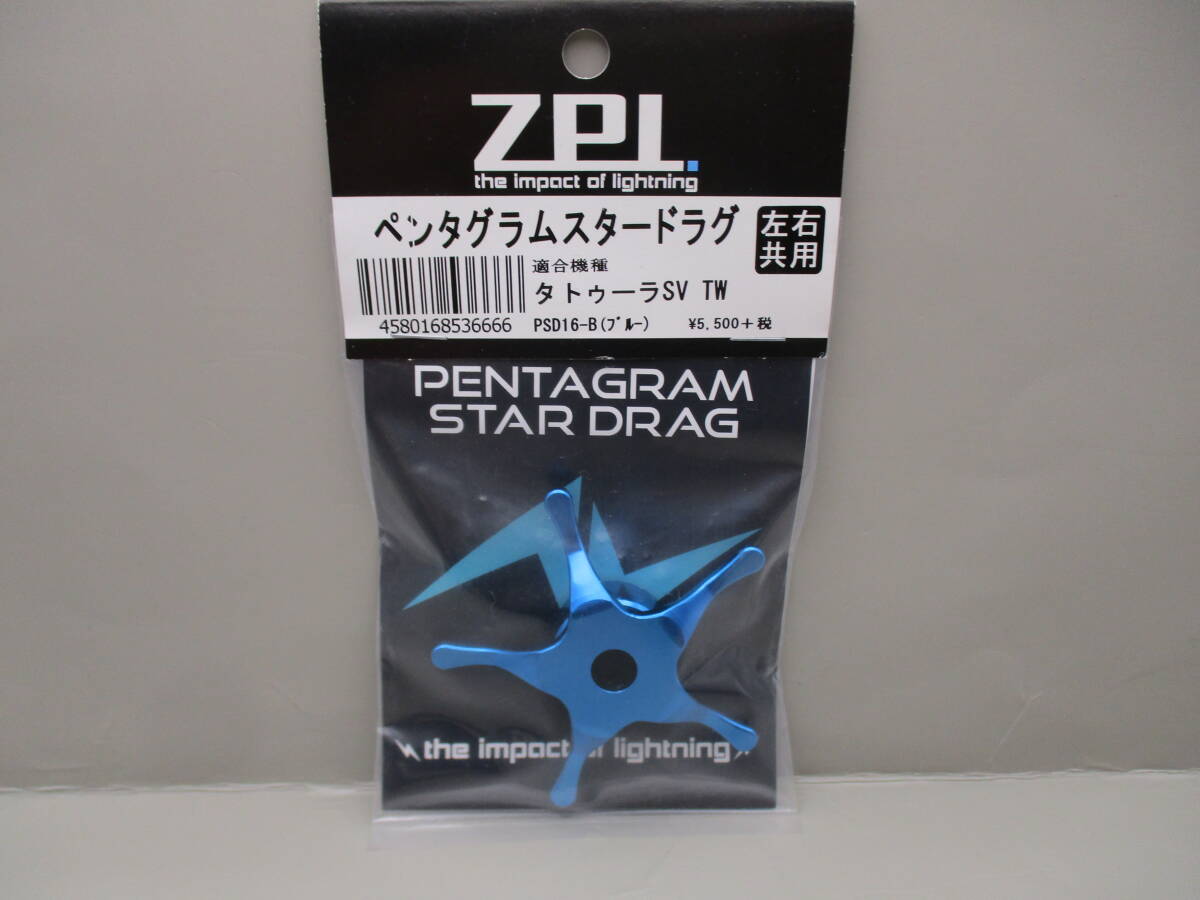 ZPI.
the impact of lightning
ペンタグラムスタードラグ
左右
共用
適合機種
タトゥーラSV TW
4580168536666 PSD16-B(ﾌﾞﾙｰ) ¥5,500+税
PENTAGRAM
STAR DRAG
the impact of lightning